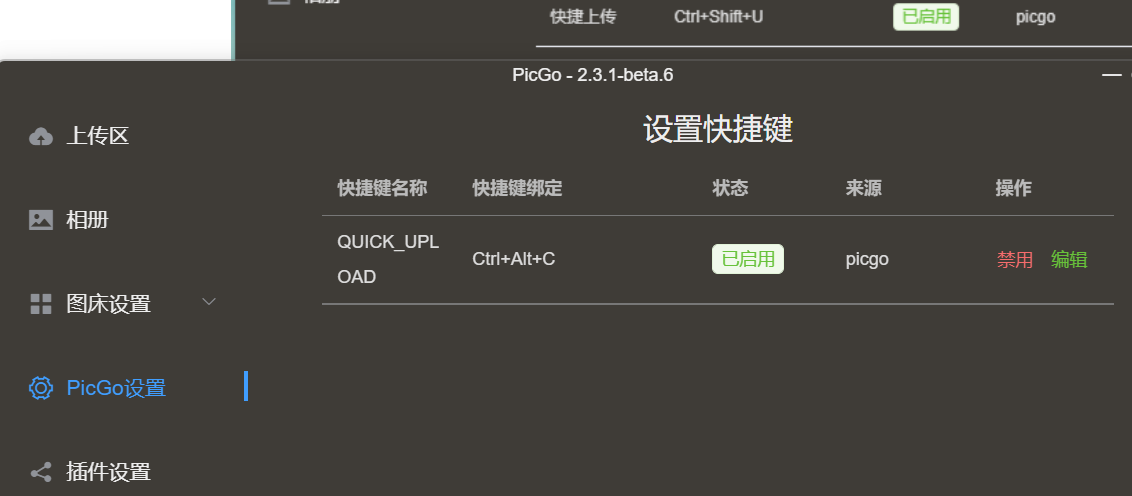 快捷上传 Ctrl+Shift+U 已启用 picgo
PicGo - 2.3.1-beta.6
上传区
设置快捷键
快捷键名称 快捷键绑定 状态 来源 操作
相册
QUICK_UPL
OAD
Ctrl+Alt+C 已启用 picgo 禁用 编辑
图床设置
PicGo设置
插件设置